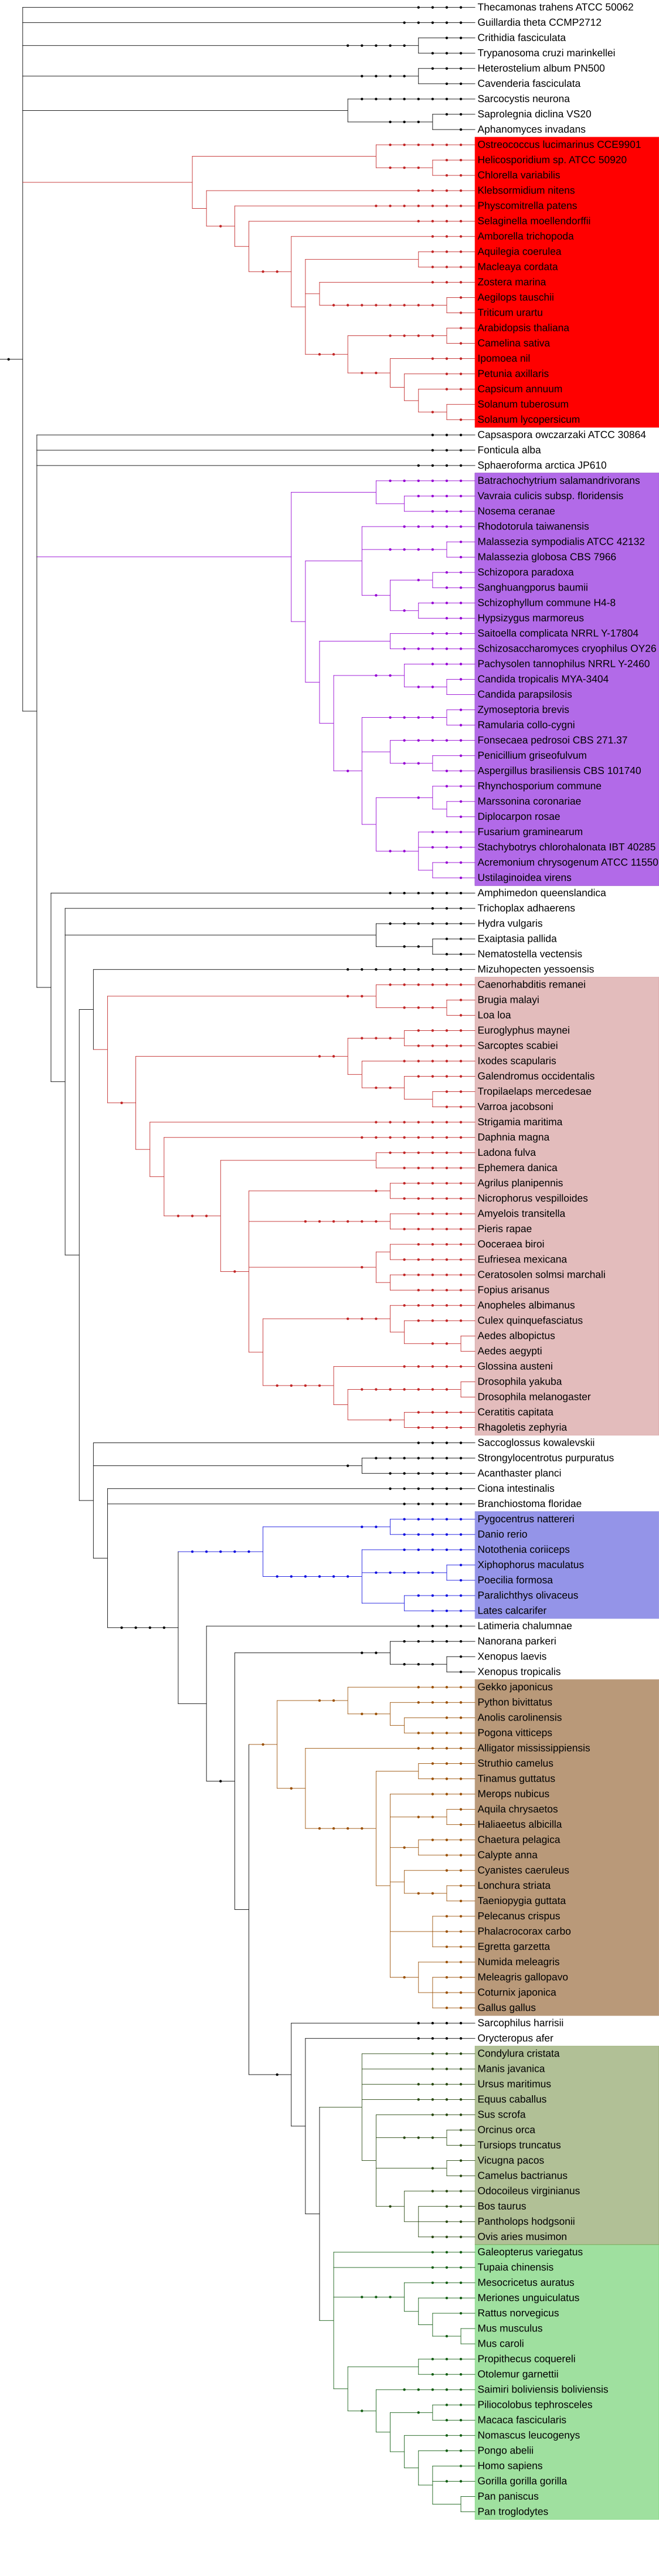 Thecamonas trahens ATCC 50062
Guillardia theta CCMP2712
Crithidia fasciculata
Trypanosoma cruzi marinkellei
Heterostelium album PN500
Cavenderia fasciculata
Sarcocystis neurona
Saprolegnia diclina VS20
Aphanomyces invadans
Ostreococcus lucimarinus CCE9901
Helicosporidium sp. ATCC 50920
Chlorella variabilis
Klebsormidium nitens
Physcomitrella patens
Selaginella moellendorffii
Amborella trichopoda
Aquilegia coerulea
Macleaya cordata
Zostera marina
Aegilops tauschii
Triticum urartu
Arabidopsis thaliana
Camelina sativa
Ipomoea nil
Petunia axillaris
Capsicum annuum
Solanum tuberosum
Solanum lycopersicum
Capsaspora owczarzaki ATCC 30864
Fonticula alba
Sphaeroforma arctica JP610
Batrachochytrium salamandrivorans
Vavraia culicis subsp. floridensis
Nosema ceranae
Rhodotorula taiwanensis
Malassezia sympodialis ATCC 42132
Malassezia globosa CBS 7966
Schizopora paradoxa
Sanghuangporus baumii
Schizophyllum commune H4-8
Hypsizygus marmoreus
Saitoella complicata NRRL Y-17804
Schizosaccharomyces cryophilus OY26
Pachysolen tannophilus NRRL Y-2460
Candida tropicalis MYA-3404
Candida parapsilosis
Zymoseptoria brevis
Ramularia collo-cygni
Fonsecaea pedrosoi CBS 271.37
Penicillium griseofulvum
Aspergillus brasiliensis CBS 101740
Rhynchosporium commune
Marssonina coronariae
Diplocarpon rosae
Fusarium graminearum
Stachybotrys chlorohalonata IBT 40285
Acremonium chrysogenum ATCC 11550
Ustilaginoidea virens
Amphimedon queenslandica
Trichoplax adhaerens
Hydra vulgaris
Exaiptasia pallida
Nematostella vectensis
Mizuhopecten yessoensis
Caenorhabditis remanei
Brugia malayi
Loa loa
Euroglyphus maynei
Sarcoptes scabiei
Ixodes scapularis
Galendromus occidentalis
Tropilaelaps mercedesae
Varroa jacobsoni
Strigamia maritima
Daphnia magna
Ladona fulva
Ephemera danica
Agrilus planipennis
Nicrophorus vespilloides
Amyelois transitella
Pieris rapae
Ooceraea biroi
Eufriesea mexicana
Ceratosolen solmsi marchali
Fopius arisanus
Anopheles albimanus
Culex quinquefasciatus
Aedes albopictus
Aedes aegypti
Glossina austeni
Drosophila yakuba
Drosophila melanogaster
Ceratitis capitata
Rhagoletis zephyria
Saccoglossus kowalevskii
Strongylocentrotus purpuratus
Acanthaster planci
Ciona intestinalis
Branchiostoma floridae
Pygocentrus nattereri
Danio rerio
Notothenia coriiceps
Xiphophorus maculatus
Poecilia formosa
Paralichthys olivaceus
Lates calcarifer
Latimeria chalumnae
Nanorana parkeri
Xenopus laevis
Xenopus tropicalis
Gekko japonicus
Python bivittatus
Anolis carolinensis
Pogona vitticeps
Alligator mississippiensis
Struthio camelus
Tinamus guttatus
Merops nubicus
Aquila chrysaetos
Haliaeetus albicilla
Chaetura pelagica
Calypte anna
Cyanistes caeruleus
Lonchura striata
Taeniopygia guttata
Pelecanus crispus
Phalacrocorax carbo
Egretta garzetta
Numida meleagris
Meleagris gallopavo
Coturnix japonica
Gallus gallus
Sarcophilus harrisii
Orycteropus afer
Condylura cristata
Manis javanica
Ursus maritimus
Equus caballus
Sus scrofa
Orcinus orca
Tursiops truncatus
Vicugna pacos
Camelus bactrianus
Odocoileus virginianus
Bos taurus
Pantholops hodgsonii
Ovis aries musimon
Galeopterus variegatus
Tupaia chinensis
Mesocricetus auratus
Meriones unguiculatus
Rattus norvegicus
Mus musculus
Mus caroli
Propithecus coquereli
Otolemur garnettii
Saimiri boliviensis boliviensis
Piliocolobus tephrosceles
Macaca fascicularis
Nomascus leucogenys
Pongo abelii
Homo sapiens
Gorilla gorilla gorilla
Pan paniscus
Pan troglodytes